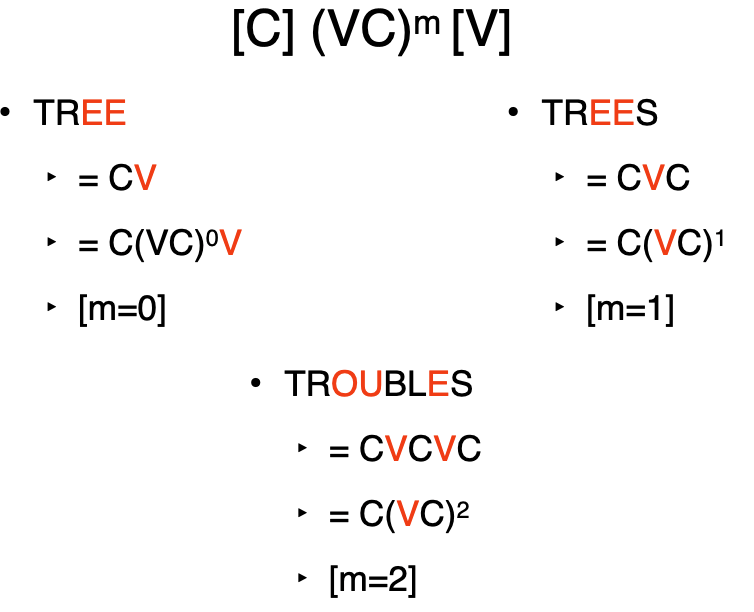 [C] (VC)ᵐ [V]
• TREE
‣ = CV
‣ = C(VC)⁰V
‣ [m=0]
• TREES
‣ = CVC
‣ = C(VC)¹
‣ [m=1]
• TROUBLES
‣ = CVCVC
‣ = C(VC)²
‣ [m=2]